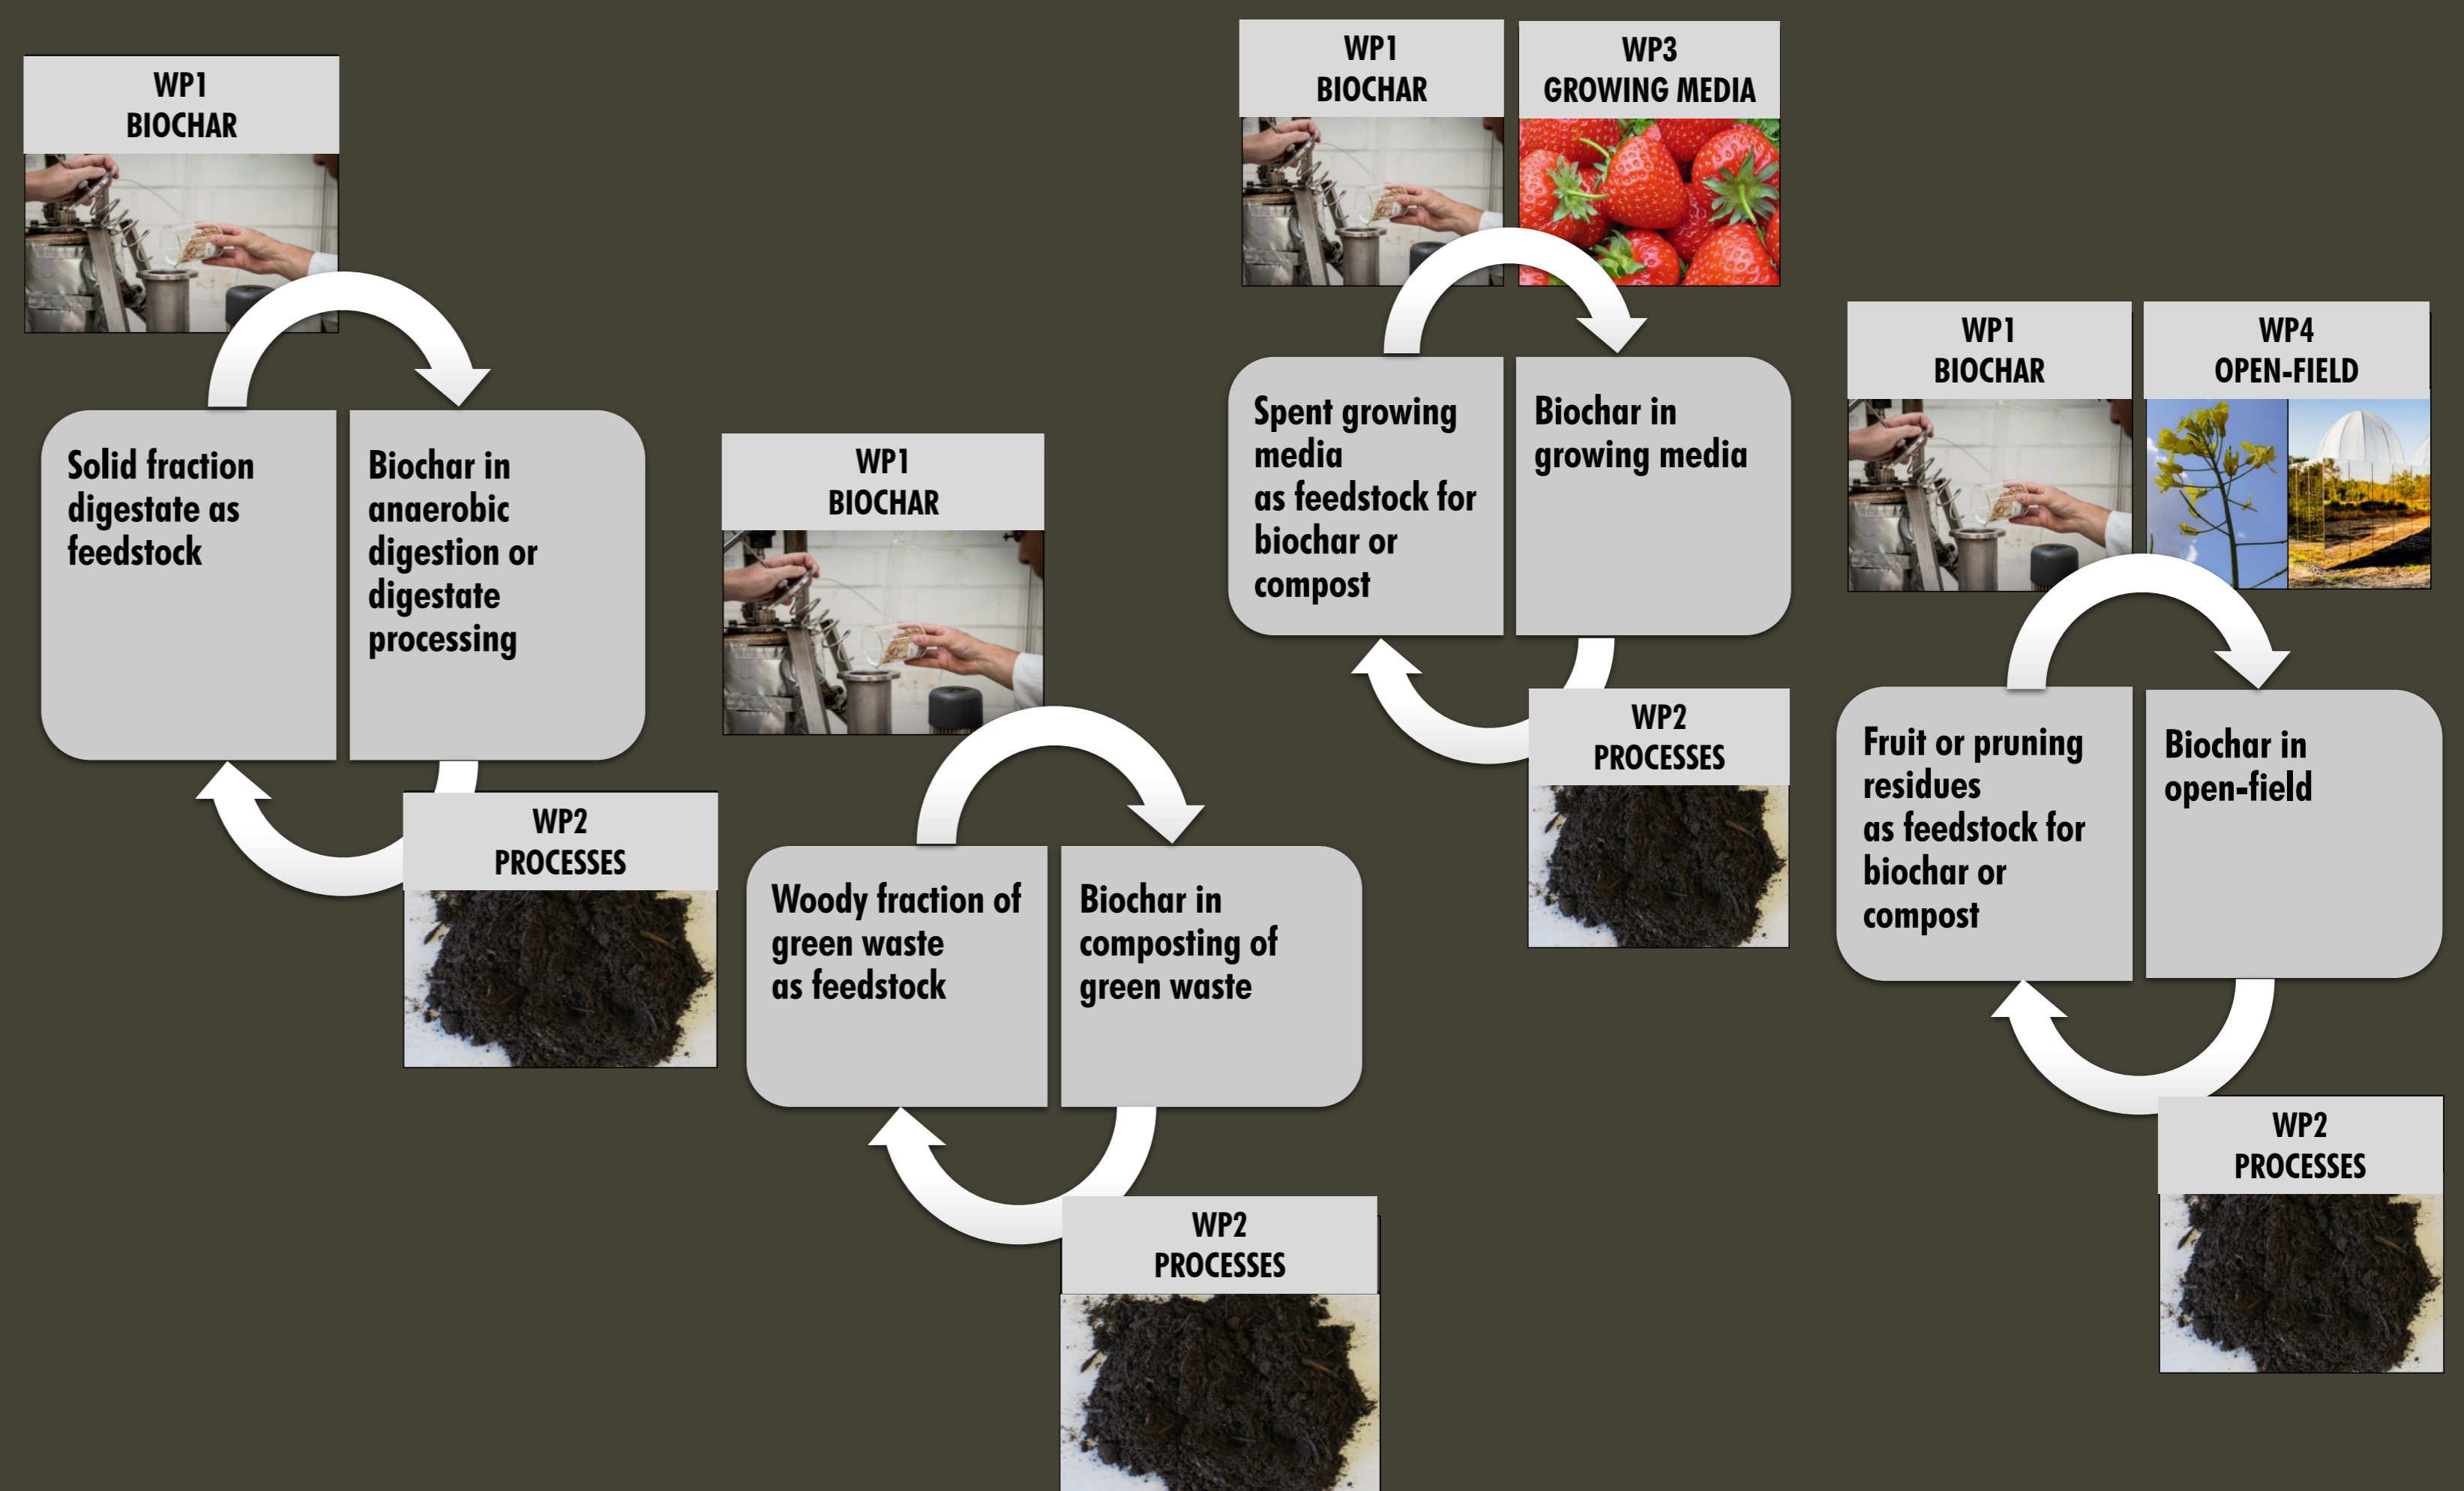 WP1
BIOCHAR
Solid fraction
digestate as
feedstock
Biochar in
anaerobic
digestion or
digestate
processing
WP2
PROCESSES
WP1
BIOCHAR
Woody fraction of
green waste
as feedstock
Biochar in
composting of
green waste
WP2
PROCESSES
WP1
BIOCHAR
WP3
GROWING MEDIA
Spent growing
media
as feedstock for
biochar or
compost
Biochar in
growing media
WP2
PROCESSES
WP1
BIOCHAR
WP4
OPEN-FIELD
Fruit or pruning
residues
as feedstock for
biochar or
compost
Biochar in
open-field
WP2
PROCESSES